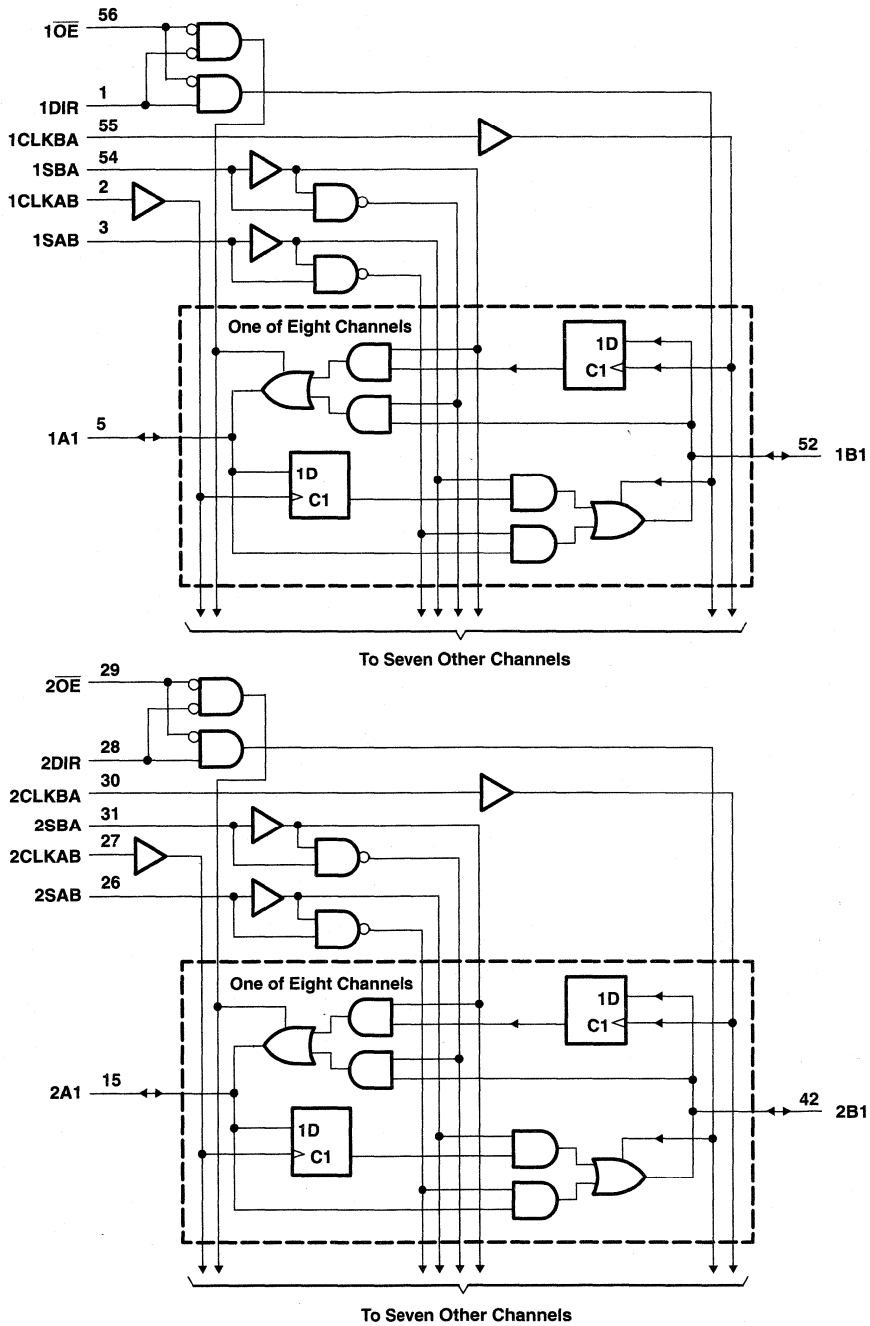 1OE 56
1DIR 1
1CLKBA 55
1SBA 54
1CLKAB 2
1SAB 3
One of Eight Channels
1D
C1
1A1 5
52 1B1
1D
C1
To Seven Other Channels
2OE 29
2DIR 28
2CLKBA 30
2SBA 31
2CLKAB 27
2SAB 26
One of Eight Channels
1D
C1
2A1 15
42 2B1
1D
C1
To Seven Other Channels